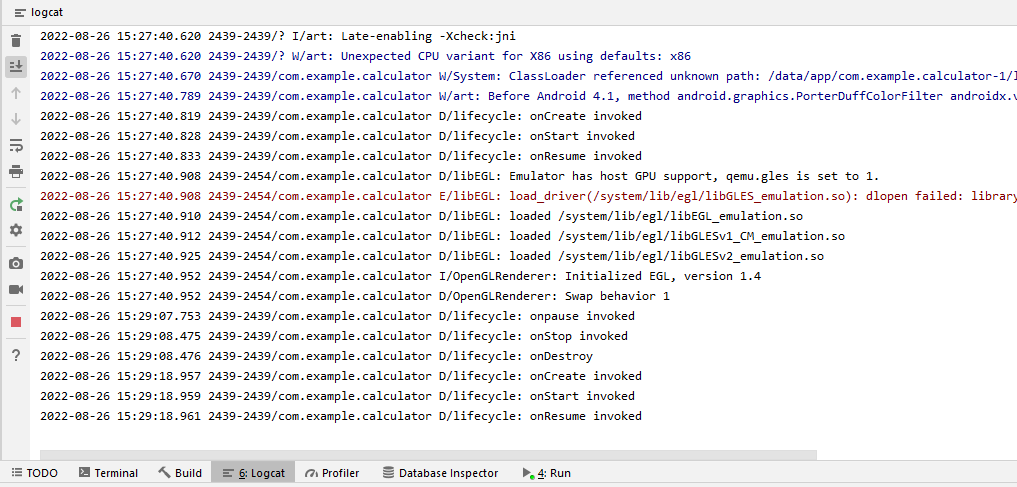 logcat
2022-08-26 15:27:40.620 2439-2439/? I/art: Late-enabling -Xcheck:jni
2022-08-26 15:27:40.620 2439-2439/? W/art: Unexpected CPU variant for X86 using defaults: x86
2022-08-26 15:27:40.670 2439-2439/com.example.calculator W/System: ClassLoader referenced unknown path: /data/app/com.example.calculator-1/l
2022-08-26 15:27:40.789 2439-2439/com.example.calculator W/art: Before Android 4.1, method android.graphics.PorterDuffColorFilter androidx.v
2022-08-26 15:27:40.819 2439-2439/com.example.calculator D/lifecycle: onCreate invoked
2022-08-26 15:27:40.828 2439-2439/com.example.calculator D/lifecycle: onStart invoked
2022-08-26 15:27:40.833 2439-2439/com.example.calculator D/lifecycle: onResume invoked
2022-08-26 15:27:40.908 2439-2454/com.example.calculator D/libEGL: Emulator has host GPU support, qemu.gles is set to 1.
2022-08-26 15:27:40.908 2439-2454/com.example.calculator E/libEGL: load_driver(/system/lib/egl/libGLES_emulation.so): dlopen failed: library
2022-08-26 15:27:40.910 2439-2454/com.example.calculator D/libEGL: loaded /system/lib/egl/libEGL_emulation.so
2022-08-26 15:27:40.912 2439-2454/com.example.calculator D/libEGL: loaded /system/lib/egl/libGLESv1_CM_emulation.so
2022-08-26 15:27:40.925 2439-2454/com.example.calculator D/libEGL: loaded /system/lib/egl/libGLESv2_emulation.so
2022-08-26 15:27:40.952 2439-2454/com.example.calculator I/OpenGLRenderer: Initialized EGL, version 1.4
2022-08-26 15:27:40.952 2439-2454/com.example.calculator D/OpenGLRenderer: Swap behavior 1
2022-08-26 15:29:07.753 2439-2439/com.example.calculator D/lifecycle: onpause invoked
2022-08-26 15:29:08.475 2439-2439/com.example.calculator D/lifecycle: onStop invoked
2022-08-26 15:29:08.476 2439-2439/com.example.calculator D/lifecycle: onDestroy
2022-08-26 15:29:18.957 2439-2439/com.example.calculator D/lifecycle: onCreate invoked
2022-08-26 15:29:18.959 2439-2439/com.example.calculator D/lifecycle: onStart invoked
2022-08-26 15:29:18.961 2439-2439/com.example.calculator D/lifecycle: onResume invoked
TODO Terminal Build 6: Logcat Profiler Database Inspector 4: Run